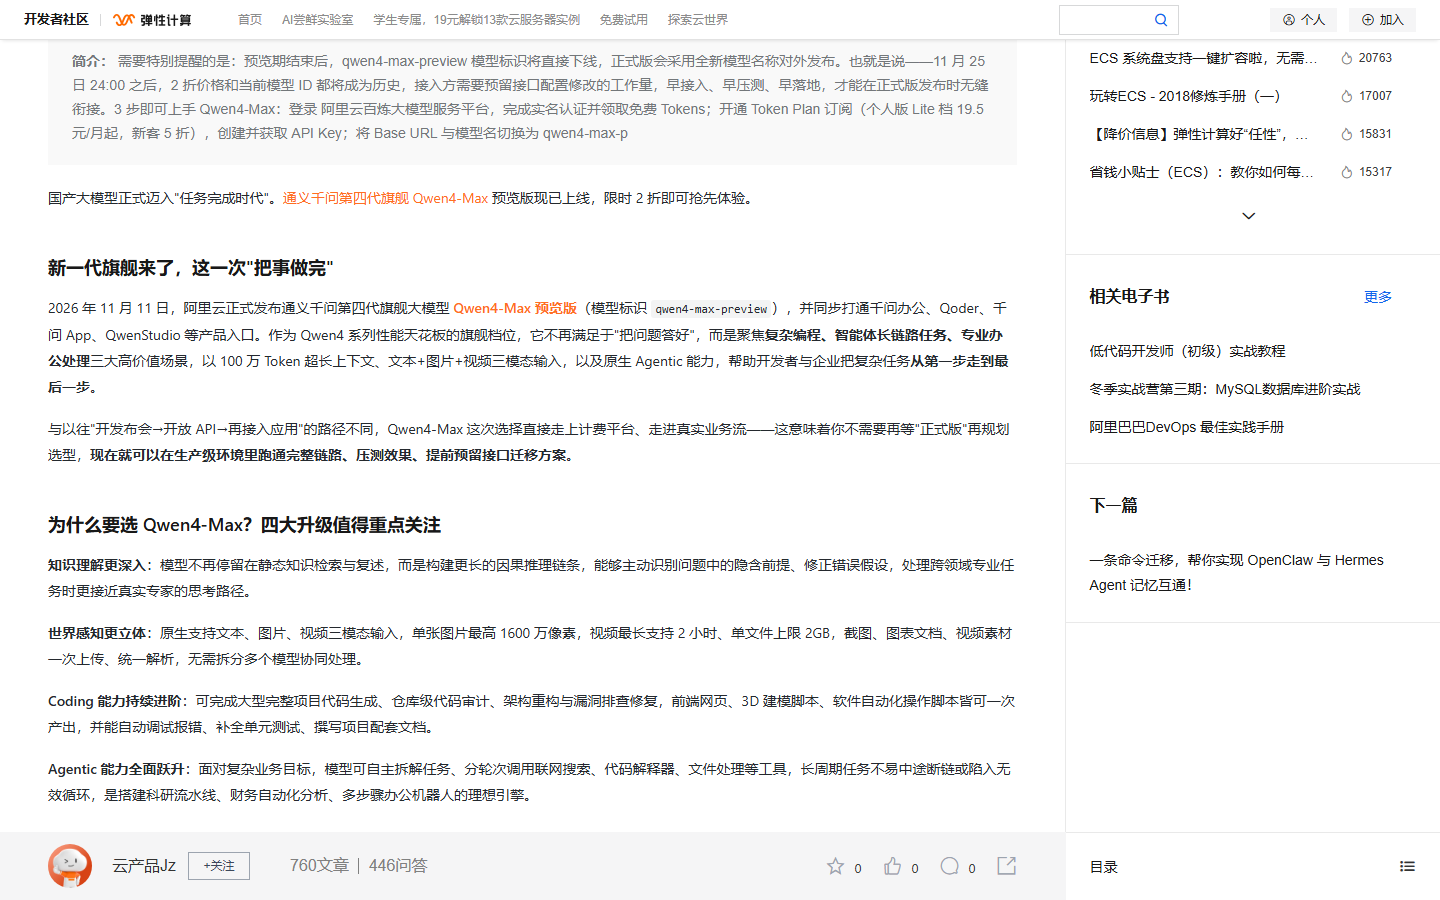 开发者社区
弹性计算
首页
AI尝鲜实验室
学生专属，19元解锁13款云服务器实例
免费试用
探索云世界
个人
加入
简介： 需要特别提醒的是：预览期结束后，qwen4-max-preview 模型标识将直接下线，正式版会采用全新模型名称对外发布。也就是说——11 月 25
日 24:00 之后，2 折价格和当前模型 ID 都将成为历史，接入方需要预留接口配置修改的工作量，早接入、早压测、早落地，才能在正式版发布时无缝
衔接。3 步即可上手 Qwen4-Max：登录 阿里云百炼大模型服务平台，完成实名认证并领取免费 Tokens；开通 Token Plan 订阅（个人版 Lite 档 19.5
元/月起，新客 5 折），创建并获取 API Key；将 Base URL 与模型名切换为 qwen4-max-p
国产大模型正式迈入"任务完成时代"。通义千问第四代旗舰 Qwen4-Max 预览版现已上线，限时 2 折即可抢先体验。
新一代旗舰来了，这一次"把事做完"
2026 年 11 月 11 日，阿里云正式发布通义千问第四代旗舰大模型 Qwen4-Max 预览版（模型标识 qwen4-max-preview ），并同步打通千问办公、Qoder、千
问 App、QwenStudio 等产品入口。作为 Qwen4 系列性能天花板的旗舰档位，它不再满足于"把问题答好"，而是聚焦复杂编程、智能体长链路任务、专业办
公处理三大高价值场景，以 100 万 Token 超长上下文、文本+图片+视频三模态输入，以及原生 Agentic 能力，帮助开发者与企业把复杂任务从第一步走到最
后一步。
与以往"开发布会→开放 API→再接入应用"的路径不同，Qwen4-Max 这次选择直接走上计费平台、走进真实业务流——这意味着你不需要再等"正式版"再规划
选型，现在就可以在生产级环境里跑通完整链路、压测效果、提前预留接口迁移方案。
为什么要选 Qwen4-Max？四大升级值得重点关注
知识理解更深入：模型不再停留在静态知识检索与复述，而是构建更长的因果推理链条，能够主动识别问题中的隐含前提、修正错误假设，处理跨领域专业任
务时更接近真实专家的思考路径。
世界感知更立体：原生支持文本、图片、视频三模态输入，单张图片最高 1600 万像素，视频最长支持 2 小时、单文件上限 2GB，截图、图表文档、视频素材
一次上传、统一解析，无需拆分多个模型协同处理。
Coding 能力持续进阶：可完成大型完整项目代码生成、仓库级代码审计、架构重构与漏洞排查修复，前端网页、3D 建模脚本、软件自动化操作脚本皆可一次
产出，并能自动调试报错、补全单元测试、撰写项目配套文档。
Agentic 能力全面跃升：面对复杂业务目标，模型可自主拆解任务、分轮次调用联网搜索、代码解释器、文件处理等工具，长周期任务不易中途断链或陷入无
效循环，是搭建科研流水线、财务自动化分析、多步骤办公机器人的理想引擎。
云产品Jz
+关注
760文章 | 446问答
0
0
0
ECS 系统盘支持一键扩容啦，无需... 20763
玩转ECS - 2018修炼手册（一） 17007
【降价信息】弹性计算好“任性”，... 15831
省钱小贴士（ECS）：教你如何每... 15317
相关电子书
更多
低代码开发师（初级）实战教程
冬季实战营第三期：MySQL数据库进阶实战
阿里巴巴DevOps 最佳实践手册
下一篇
一条命令迁移，帮你实现 OpenClaw 与 Hermes
Agent 记忆互通！
目录